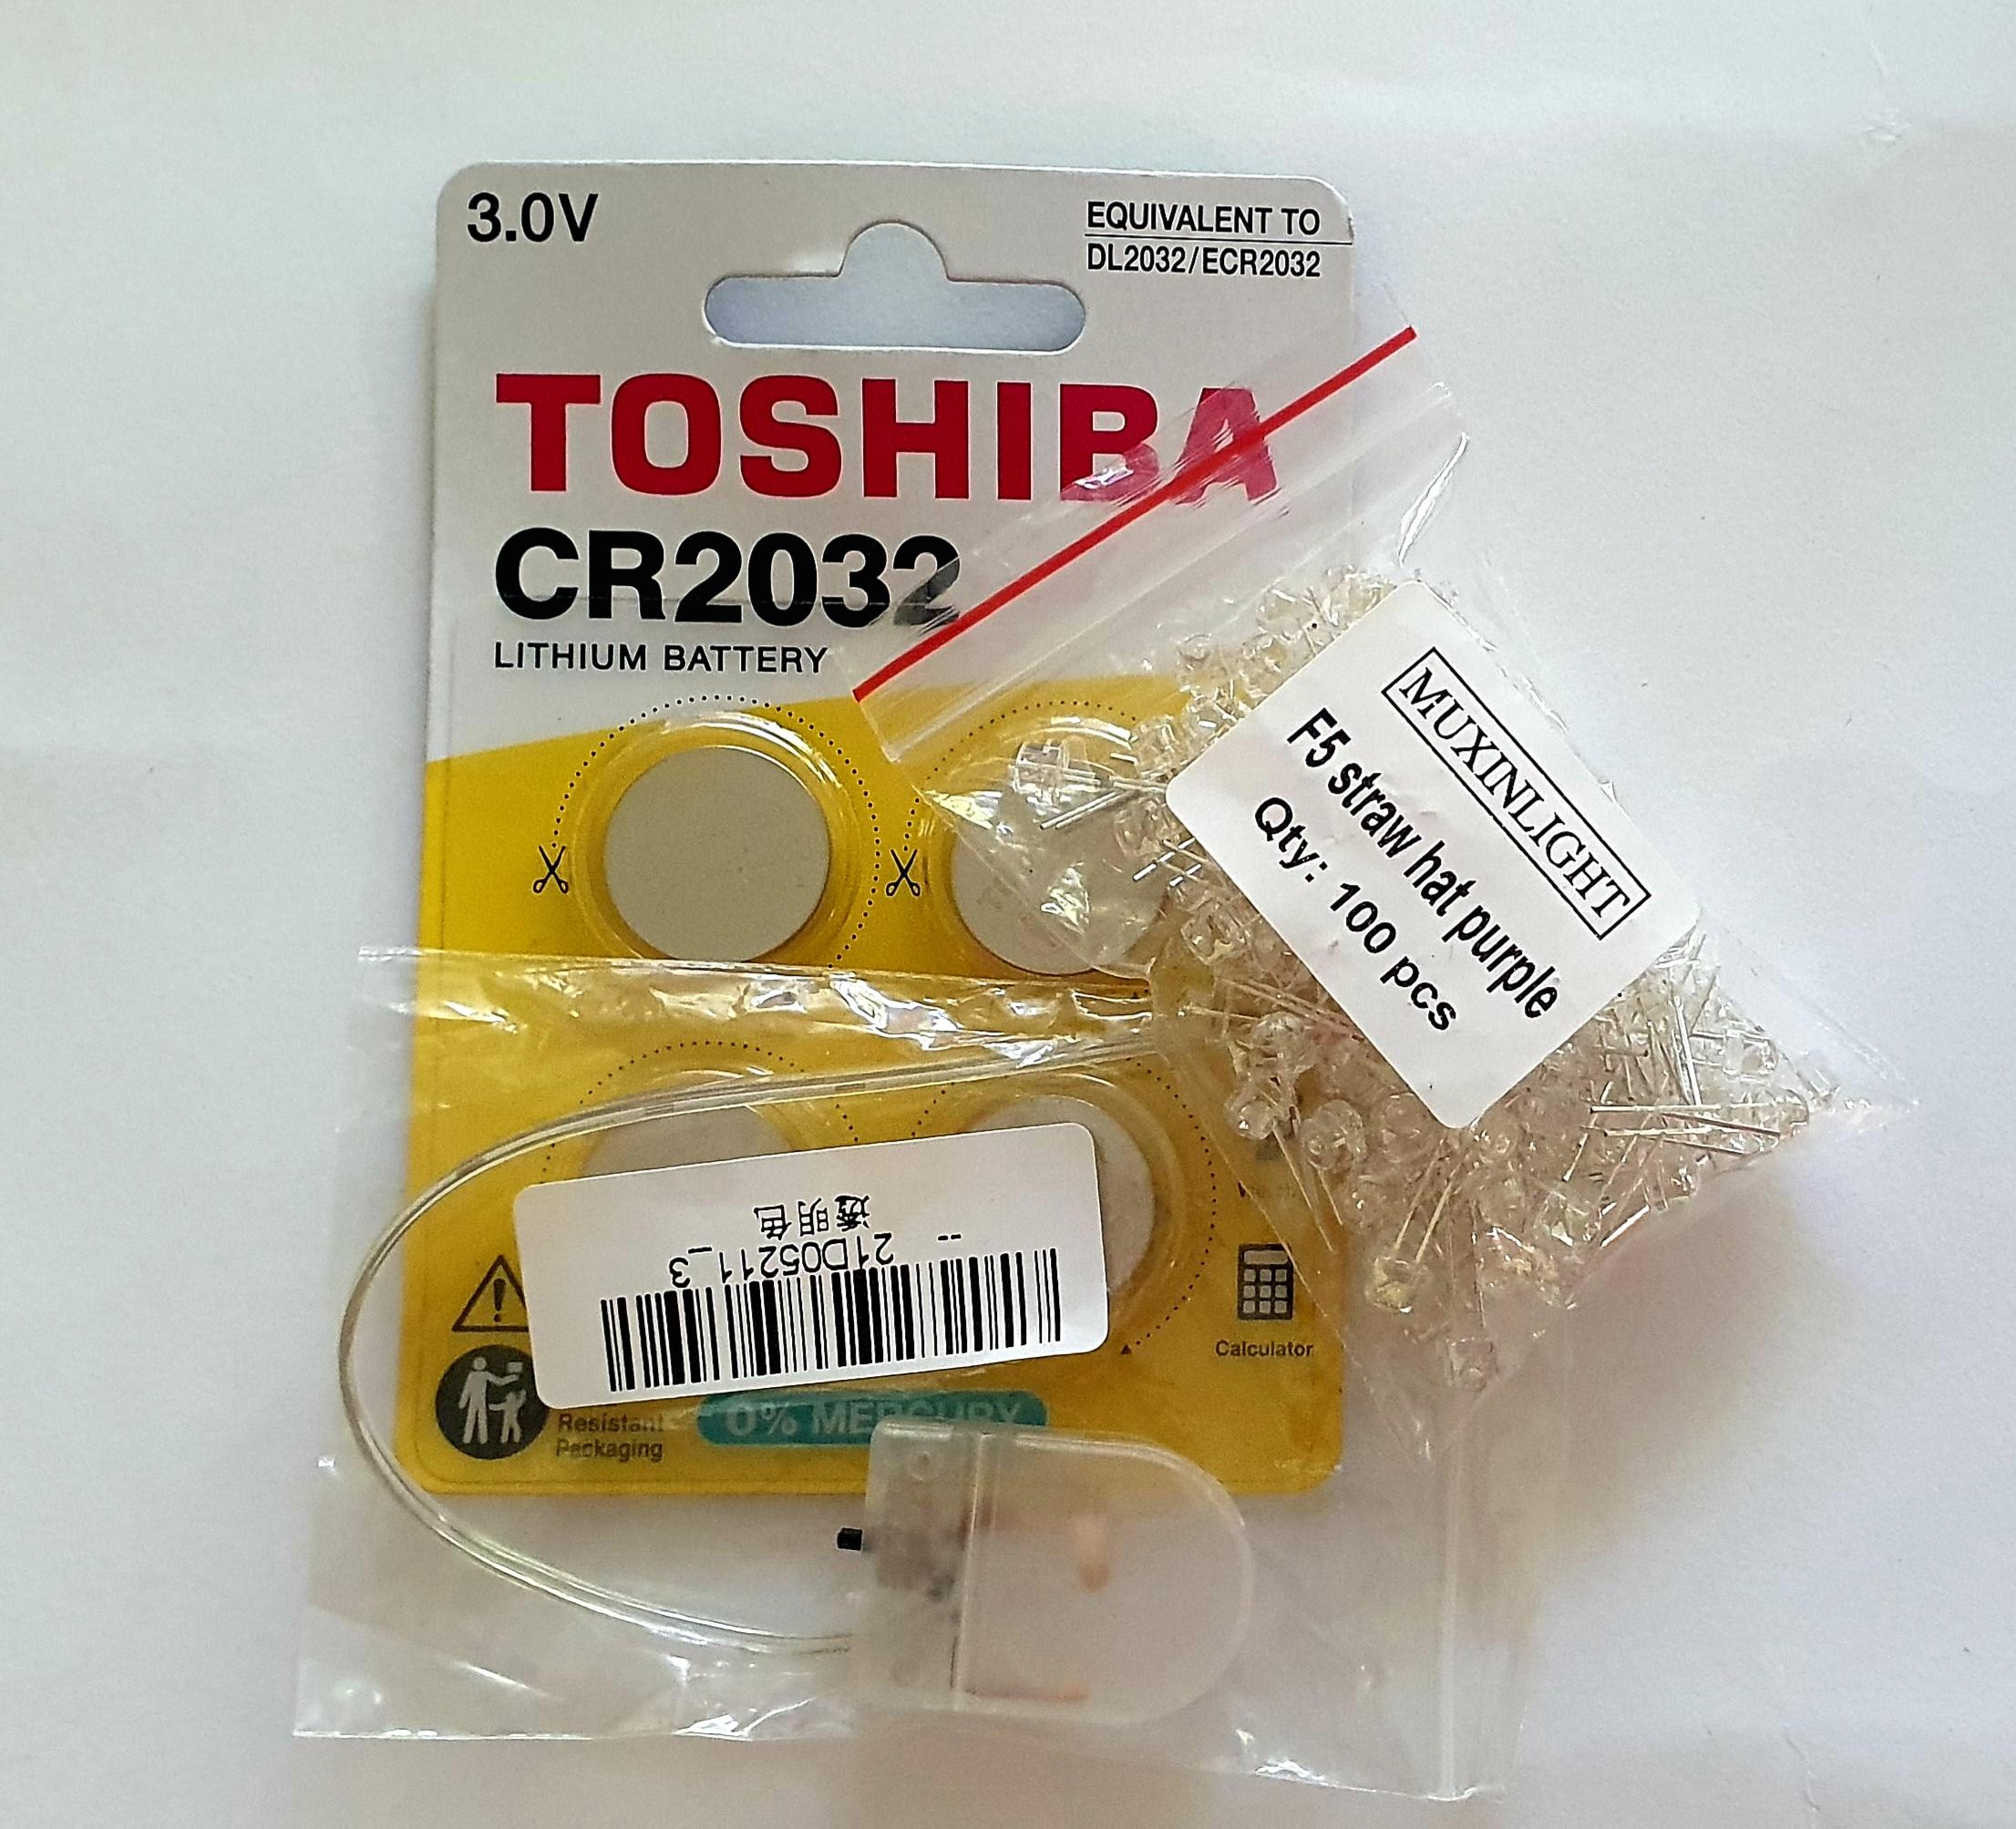 3.0V
EQUIVALENT TO
DL2032/ECR2032
TOSHIBA
CR2032
LITHIUM BATTERY
MUXINLIGHT
F5 straw hat purple
Qty: 100 pcs
透明色
--
21D05211_3
Calculator
Resistant
Packaging
0% MERCURY